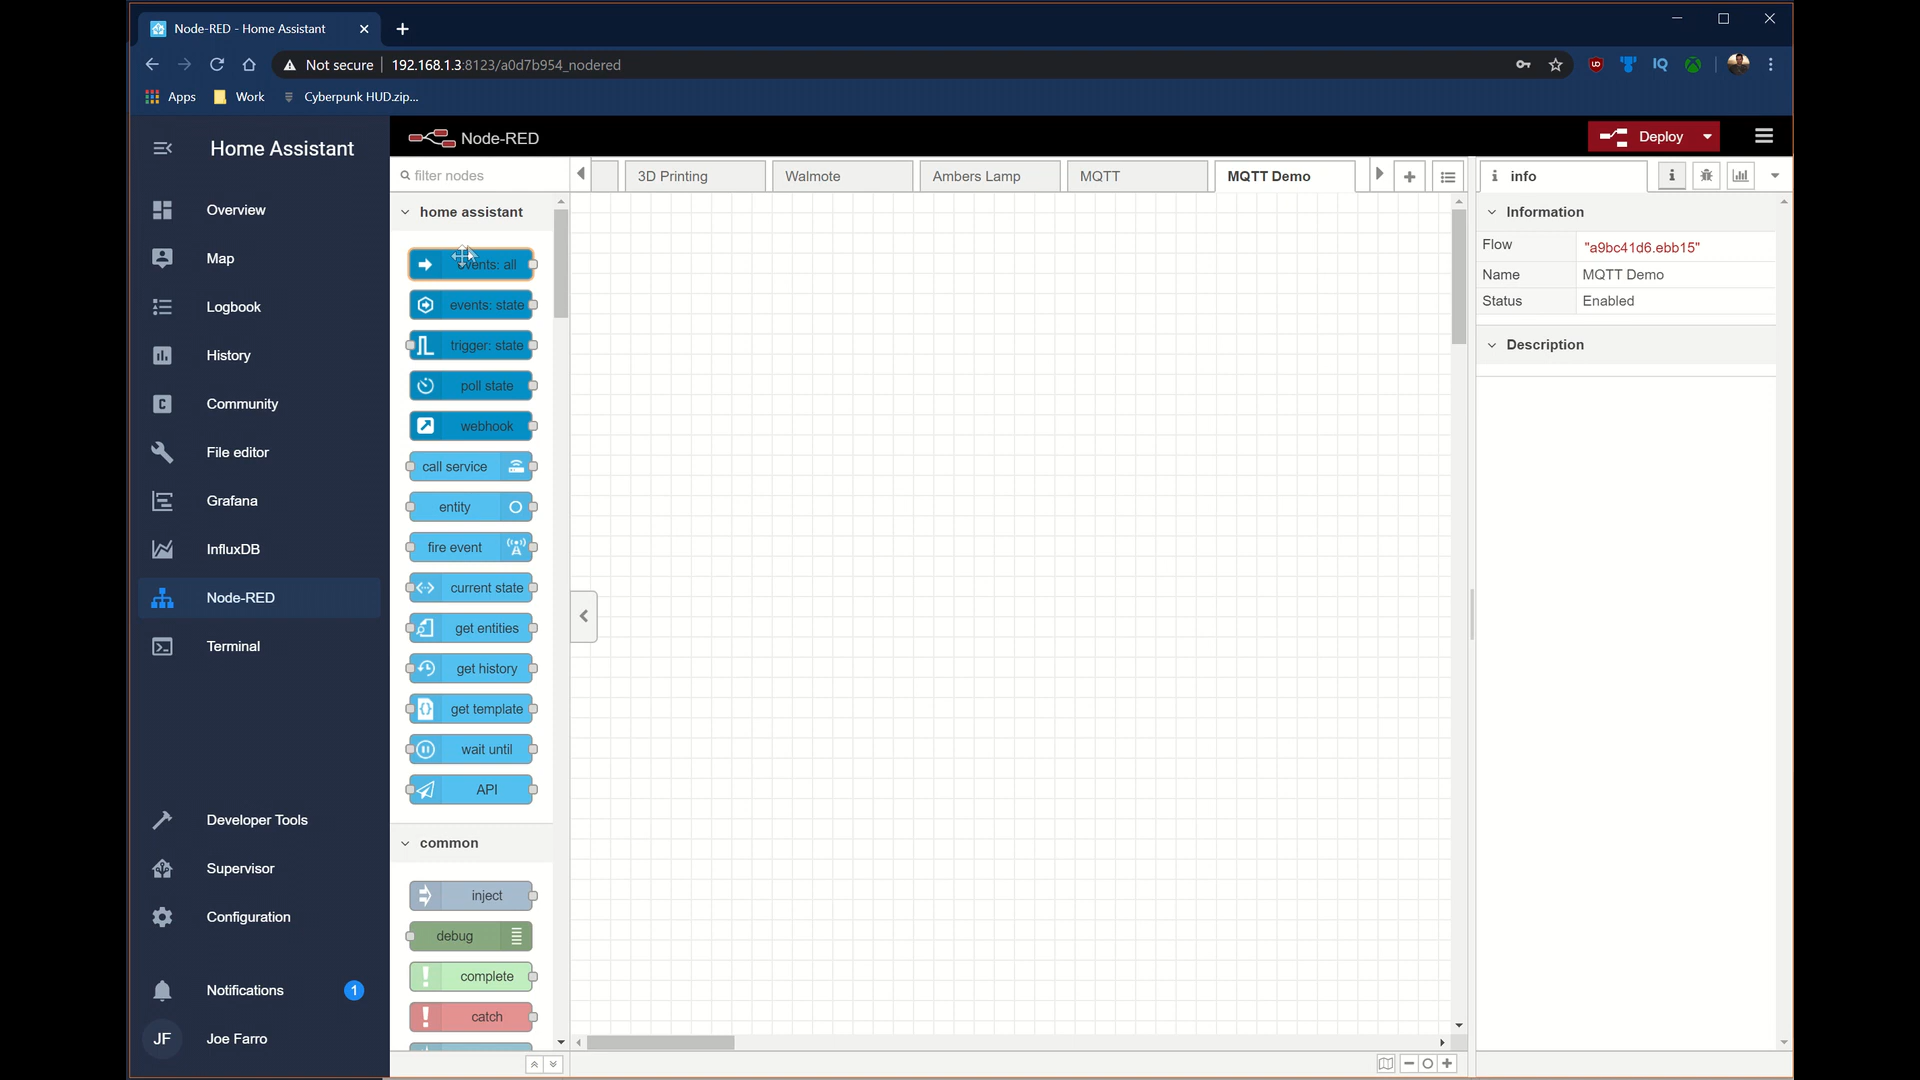 Node-RED - Home Assistant
Not secure
192.168.1.3:8123/a0d7b954_nodered
Apps
Work
Cyberpunk HUD.zip...
Home Assistant
Node-RED
Deploy
filter nodes
3D Printing
Walmote
Ambers Lamp
MQTT
MQTT Demo
info
Overview
Map
Logbook
History
Community
File editor
Grafana
InfluxDB
Node-RED
Terminal
Developer Tools
Supervisor
Configuration
Notifications
1
JF
Joe Farro
home assistant
events: all
events: state
trigger: state
poll state
webhook
call service
entity
fire event
current state
get entities
get history
get template
wait until
API
common
inject
debug
complete
catch
Information
Flow "a9bc41d6.ebb15"
Name MQTT Demo
Status Enabled
Description